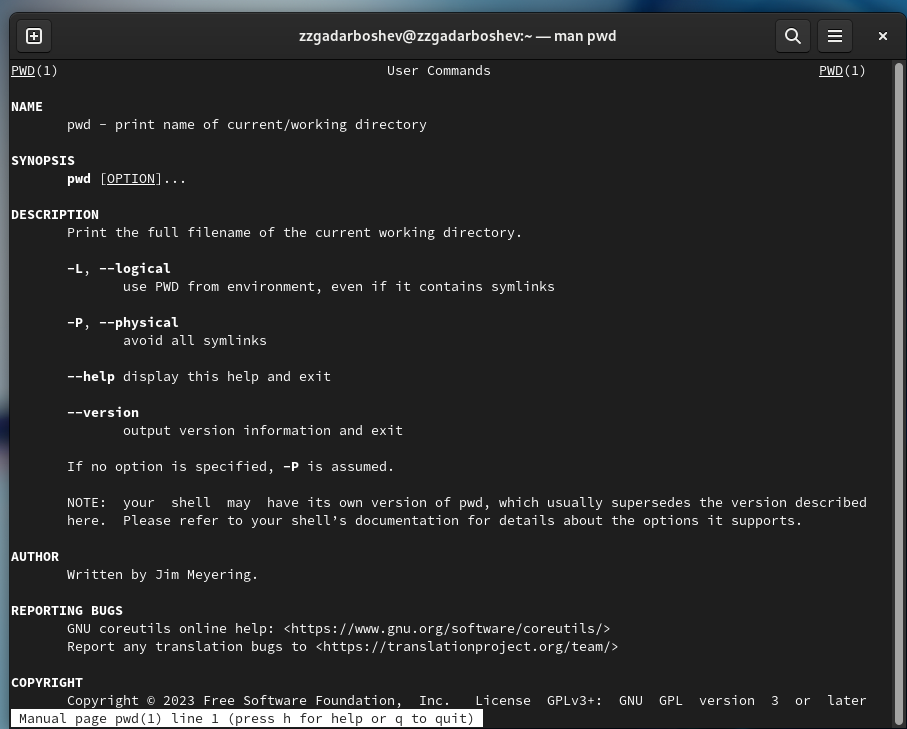 zzgadarboshev@zzgadarboshev:~ — man pwd
PWD(1) User Commands PWD(1)
NAME
pwd - print name of current/working directory
SYNOPSIS
pwd [OPTION]...
DESCRIPTION
Print the full filename of the current working directory.
-L, --logical
use PWD from environment, even if it contains symlinks
-P, --physical
avoid all symlinks
--help display this help and exit
--version
output version information and exit
If no option is specified, -P is assumed.
NOTE: your shell may have its own version of pwd, which usually supersedes the version described
here. Please refer to your shell’s documentation for details about the options it supports.
AUTHOR
Written by Jim Meyering.
REPORTING BUGS
GNU coreutils online help: <https://www.gnu.org/software/coreutils/>
Report any translation bugs to <https://translationproject.org/team/>
COPYRIGHT
Copyright © 2023 Free Software Foundation, Inc. License GPLv3+: GNU GPL version 3 or later
Manual page pwd(1) line 1 (press h for help or q to quit)